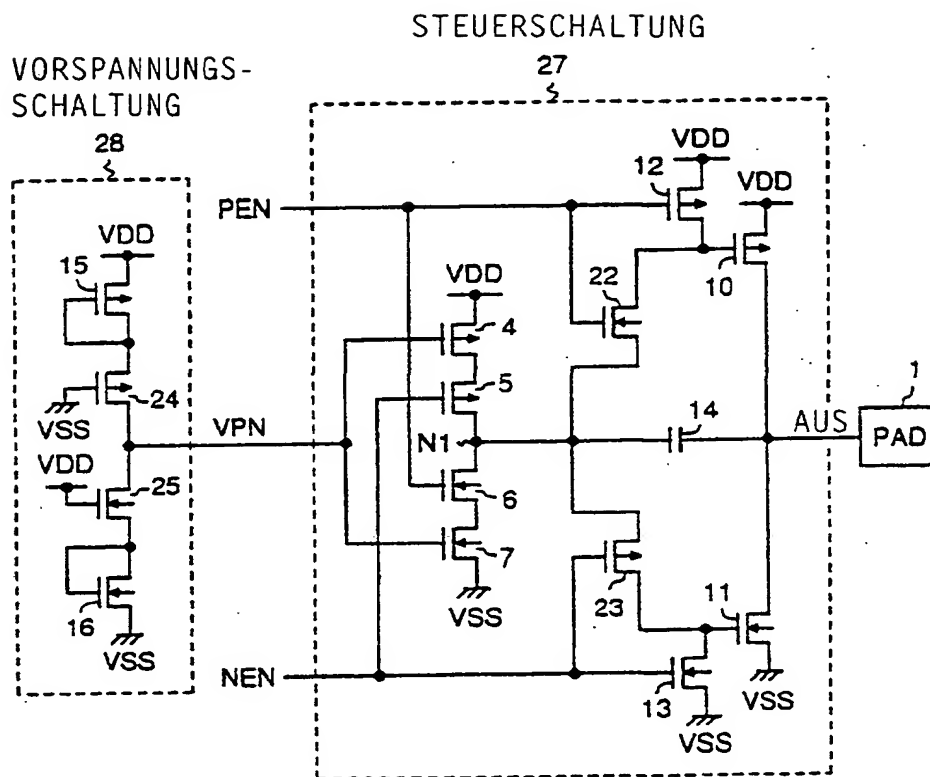 STEUERSCHALTUNG
27
VORSPANNUNGS-
SCHALTUNG
28
VDD
12
VDD
PEN
VDD
15
10
22
VDD
4
24
5
1
VSS
VPN
N1
14
AUS
PAD
VDD
25
6
7
23
11
16
VSS
VSS
VSS
NEN
13
VSS